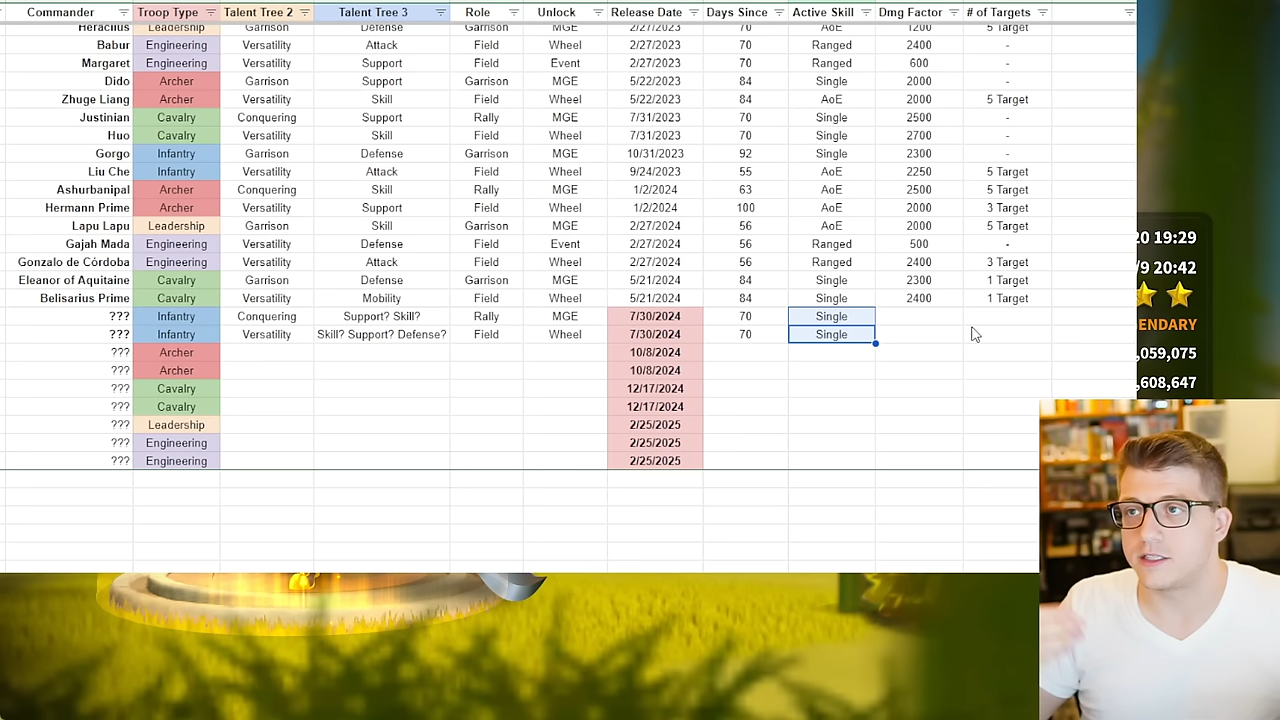 Commander Troop Type Talent Tree 2 Talent Tree 3 Role Unlock Release Date Days Since Active Skill Dmg Factor # of Targets
Heraclius Leadership Garrison Defense Garrison MGE 2/27/2023 70 AoE 1200 5 Target
Babur Engineering Versatility Attack Field Wheel 2/27/2023 70 Ranged 2400 -
Margaret Engineering Versatility Support Field Event 2/27/2023 70 Ranged 600 -
Dido Archer Garrison Support Garrison MGE 5/22/2023 84 Single 2000 -
Zhuge Liang Archer Versatility Skill Field Wheel 5/22/2023 84 AoE 2000 5 Target
Justinian Cavalry Conquering Support Rally MGE 7/31/2023 70 Single 2500 -
Huo Cavalry Versatility Skill Field Wheel 7/31/2023 70 Single 2700 -
Gorgo Infantry Garrison Defense Garrison MGE 10/31/2023 92 Single 2300 -
Liu Che Infantry Versatility Attack Field Wheel 9/24/2023 55 AoE 2250 5 Target
Ashurbanipal Archer Conquering Skill Rally MGE 1/2/2024 63 AoE 2500 5 Target
Hermann Prime Archer Versatility Support Field Wheel 1/2/2024 100 AoE 2000 3 Target
Lapu Lapu Leadership Garrison Skill Garrison MGE 2/27/2024 56 AoE 2000 5 Target
Gajah Mada Engineering Versatility Defense Field Event 2/27/2024 56 Ranged 500 -
Gonzalo de Córdoba Engineering Versatility Attack Field Wheel 2/27/2024 56 Ranged 2400 3 Target
Eleanor of Aquitaine Cavalry Garrison Defense Garrison MGE 5/21/2024 84 Single 2300 1 Target
Belisarius Prime Cavalry Versatility Mobility Field Wheel 5/21/2024 84 Single 2400 1 Target
??? Infantry Conquering Support? Skill? Rally MGE 7/30/2024 70 Single
??? Infantry Versatility Skill? Support? Defense? Field Wheel 7/30/2024 70 Single
??? Archer 10/8/2024
??? Archer 10/8/2024
??? Cavalry 12/17/2024
??? Cavalry 12/17/2024
??? Leadership 2/25/2025
??? Engineering 2/25/2025
??? Engineering 2/25/2025
20 19:29
/9 20:42
ENDARY
,059,075
,608,647